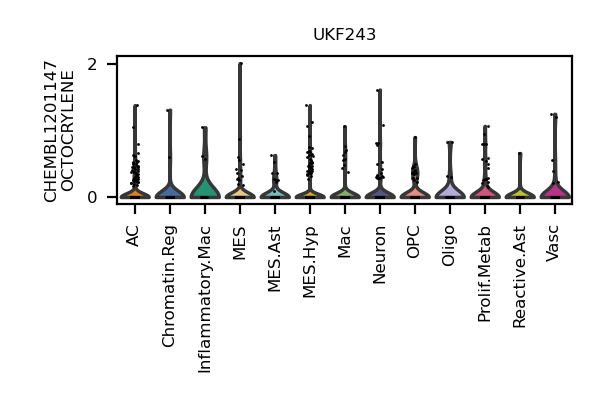 UKF243
CHEMBL1201147
OCTOCRYLENE
2
0
AC
Chromatin.Reg
Inflammatory.Mac
MES
MES.Ast
MES.Hyp
Mac
Neuron
OPC
Oligo
Prolif.Metab
Reactive.Ast
Vasc